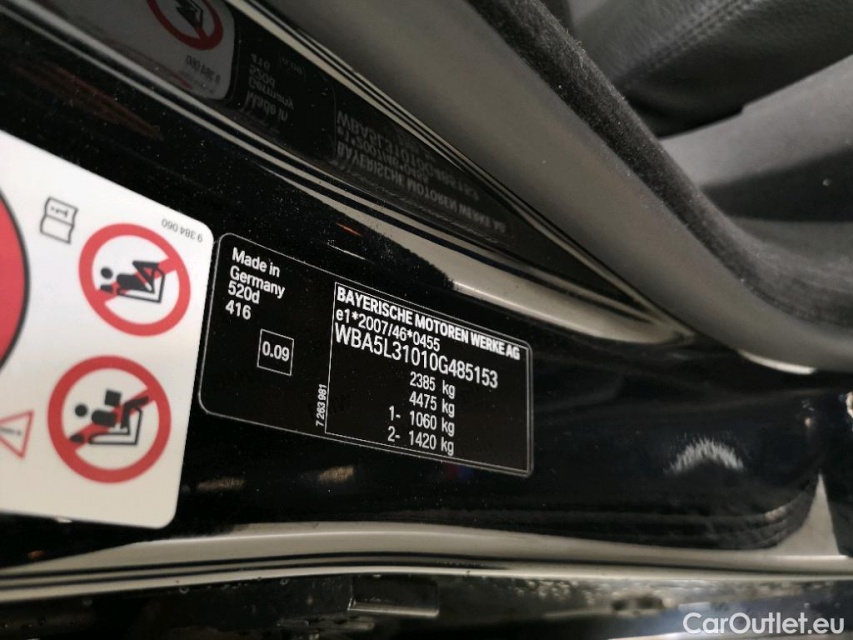 9 384 060
Made in
Germany
520d
416
0.09
7 263 981
BAYERISCHE MOTOREN WERKE AG
e1*2007/46*0455
WBA5L31010G485153
2385 kg
4475 kg
1- 1060 kg
2- 1420 kg
CarOutlet.eu